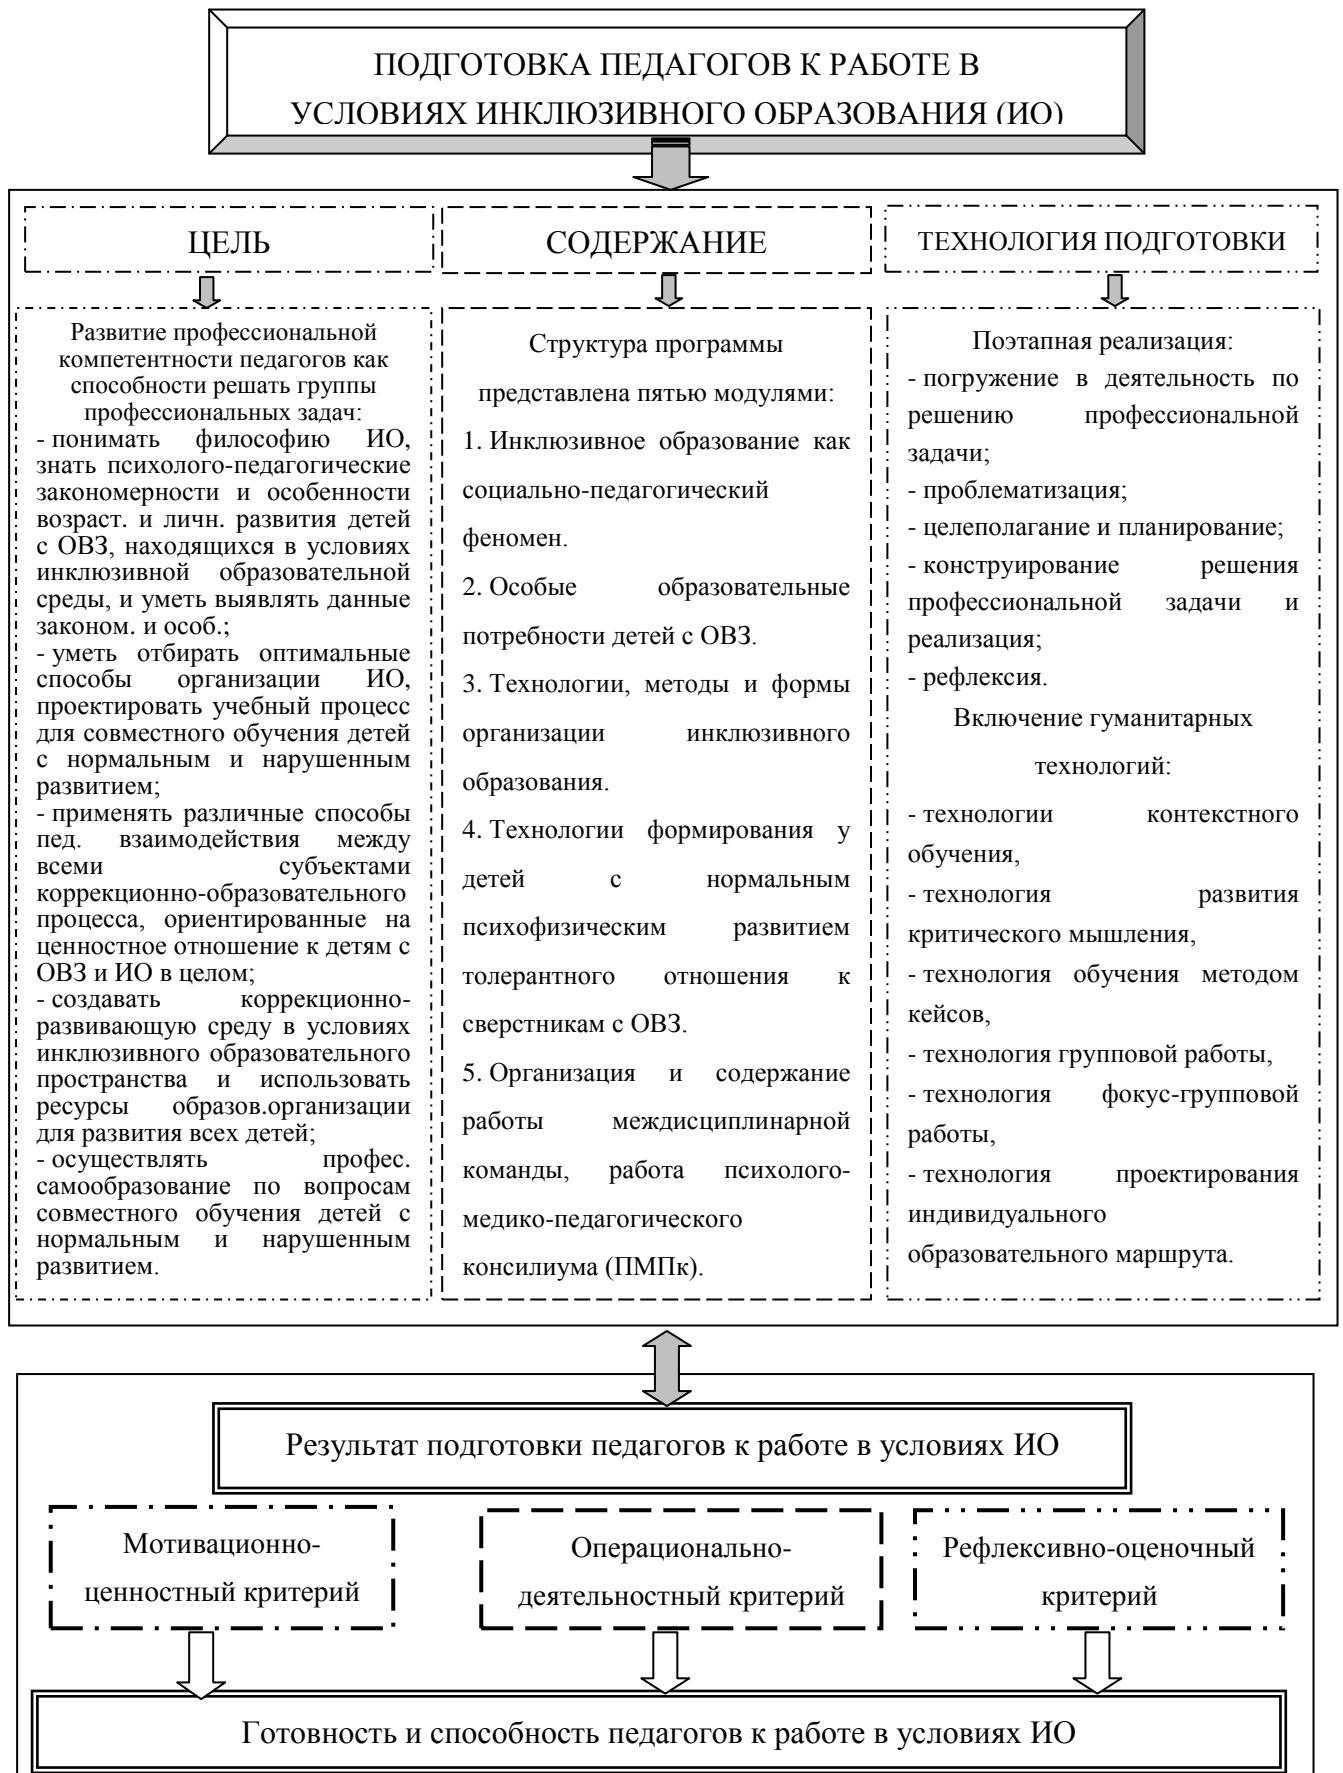 ПОДГОТОВКА ПЕДАГОГОВ К РАБОТЕ В
УСЛОВИЯХ ИНКЛЮЗИВНОГО ОБРАЗОВАНИЯ (ИО)
ЦЕЛЬ
Развитие профессиональной
компетентности педагогов как
способности решать группы
профессиональных задач:
- понимать философию ИО,
знать психолого-педагогические
закономерности и особенности
возраст. и личн. развития детей
с ОВЗ, находящихся в условиях
инклюзивной образовательной
среды, и уметь выявлять данные
законом. и особ.;
- уметь отбирать оптимальные
способы организации ИО,
проектировать учебный процесс
для совместного обучения детей
с нормальным и нарушенным
развитием;
- применять различные способы
пед. взаимодействия между
всеми субъектами
коррекционно-образовательного
процесса, ориентированные на
ценностное отношение к детям с
ОВЗ и ИО в целом;
- создавать коррекционно-
развивающую среду в условиях
инклюзивного образовательного
пространства и использовать
ресурсы образов.организации
для развития всех детей;
- осуществлять профес.
самообразование по вопросам
совместного обучения детей с
нормальным и нарушенным
развитием.
СОДЕРЖАНИЕ
Структура программы
представлена пятью модулями:
1. Инклюзивное образование как
социально-педагогический
феномен.
2. Особые образовательные
потребности детей с ОВЗ.
3. Технологии, методы и формы
организации инклюзивного
образования.
4. Технологии формирования у
детей с нормальным
психофизическим развитием
толерантного отношения к
сверстникам с ОВЗ.
5. Организация и содержание
работы междисциплинарной
команды, работа психолого-
медико-педагогического
консилиума (ПМПк).
ТЕХНОЛОГИЯ ПОДГОТОВКИ
Поэтапная реализация:
- погружение в деятельность по
решению профессиональной
задачи;
- проблематизация;
- целеполагание и планирование;
- конструирование решения
профессиональной задачи и
реализация;
- рефлексия.
Включение гуманитарных
технологий:
- технологии контекстного
обучения,
- технология развития
критического мышления,
- технология обучения методом
кейсов,
- технология групповой работы,
- технология фокус-групповой
работы,
- технология проектирования
индивидуального
образовательного маршрута.
Результат подготовки педагогов к работе в условиях ИО
Мотивационно-
ценностный критерий
Операционально-
деятельностный критерий
Рефлексивно-оценочный
критерий
Готовность и способность педагогов к работе в условиях ИО